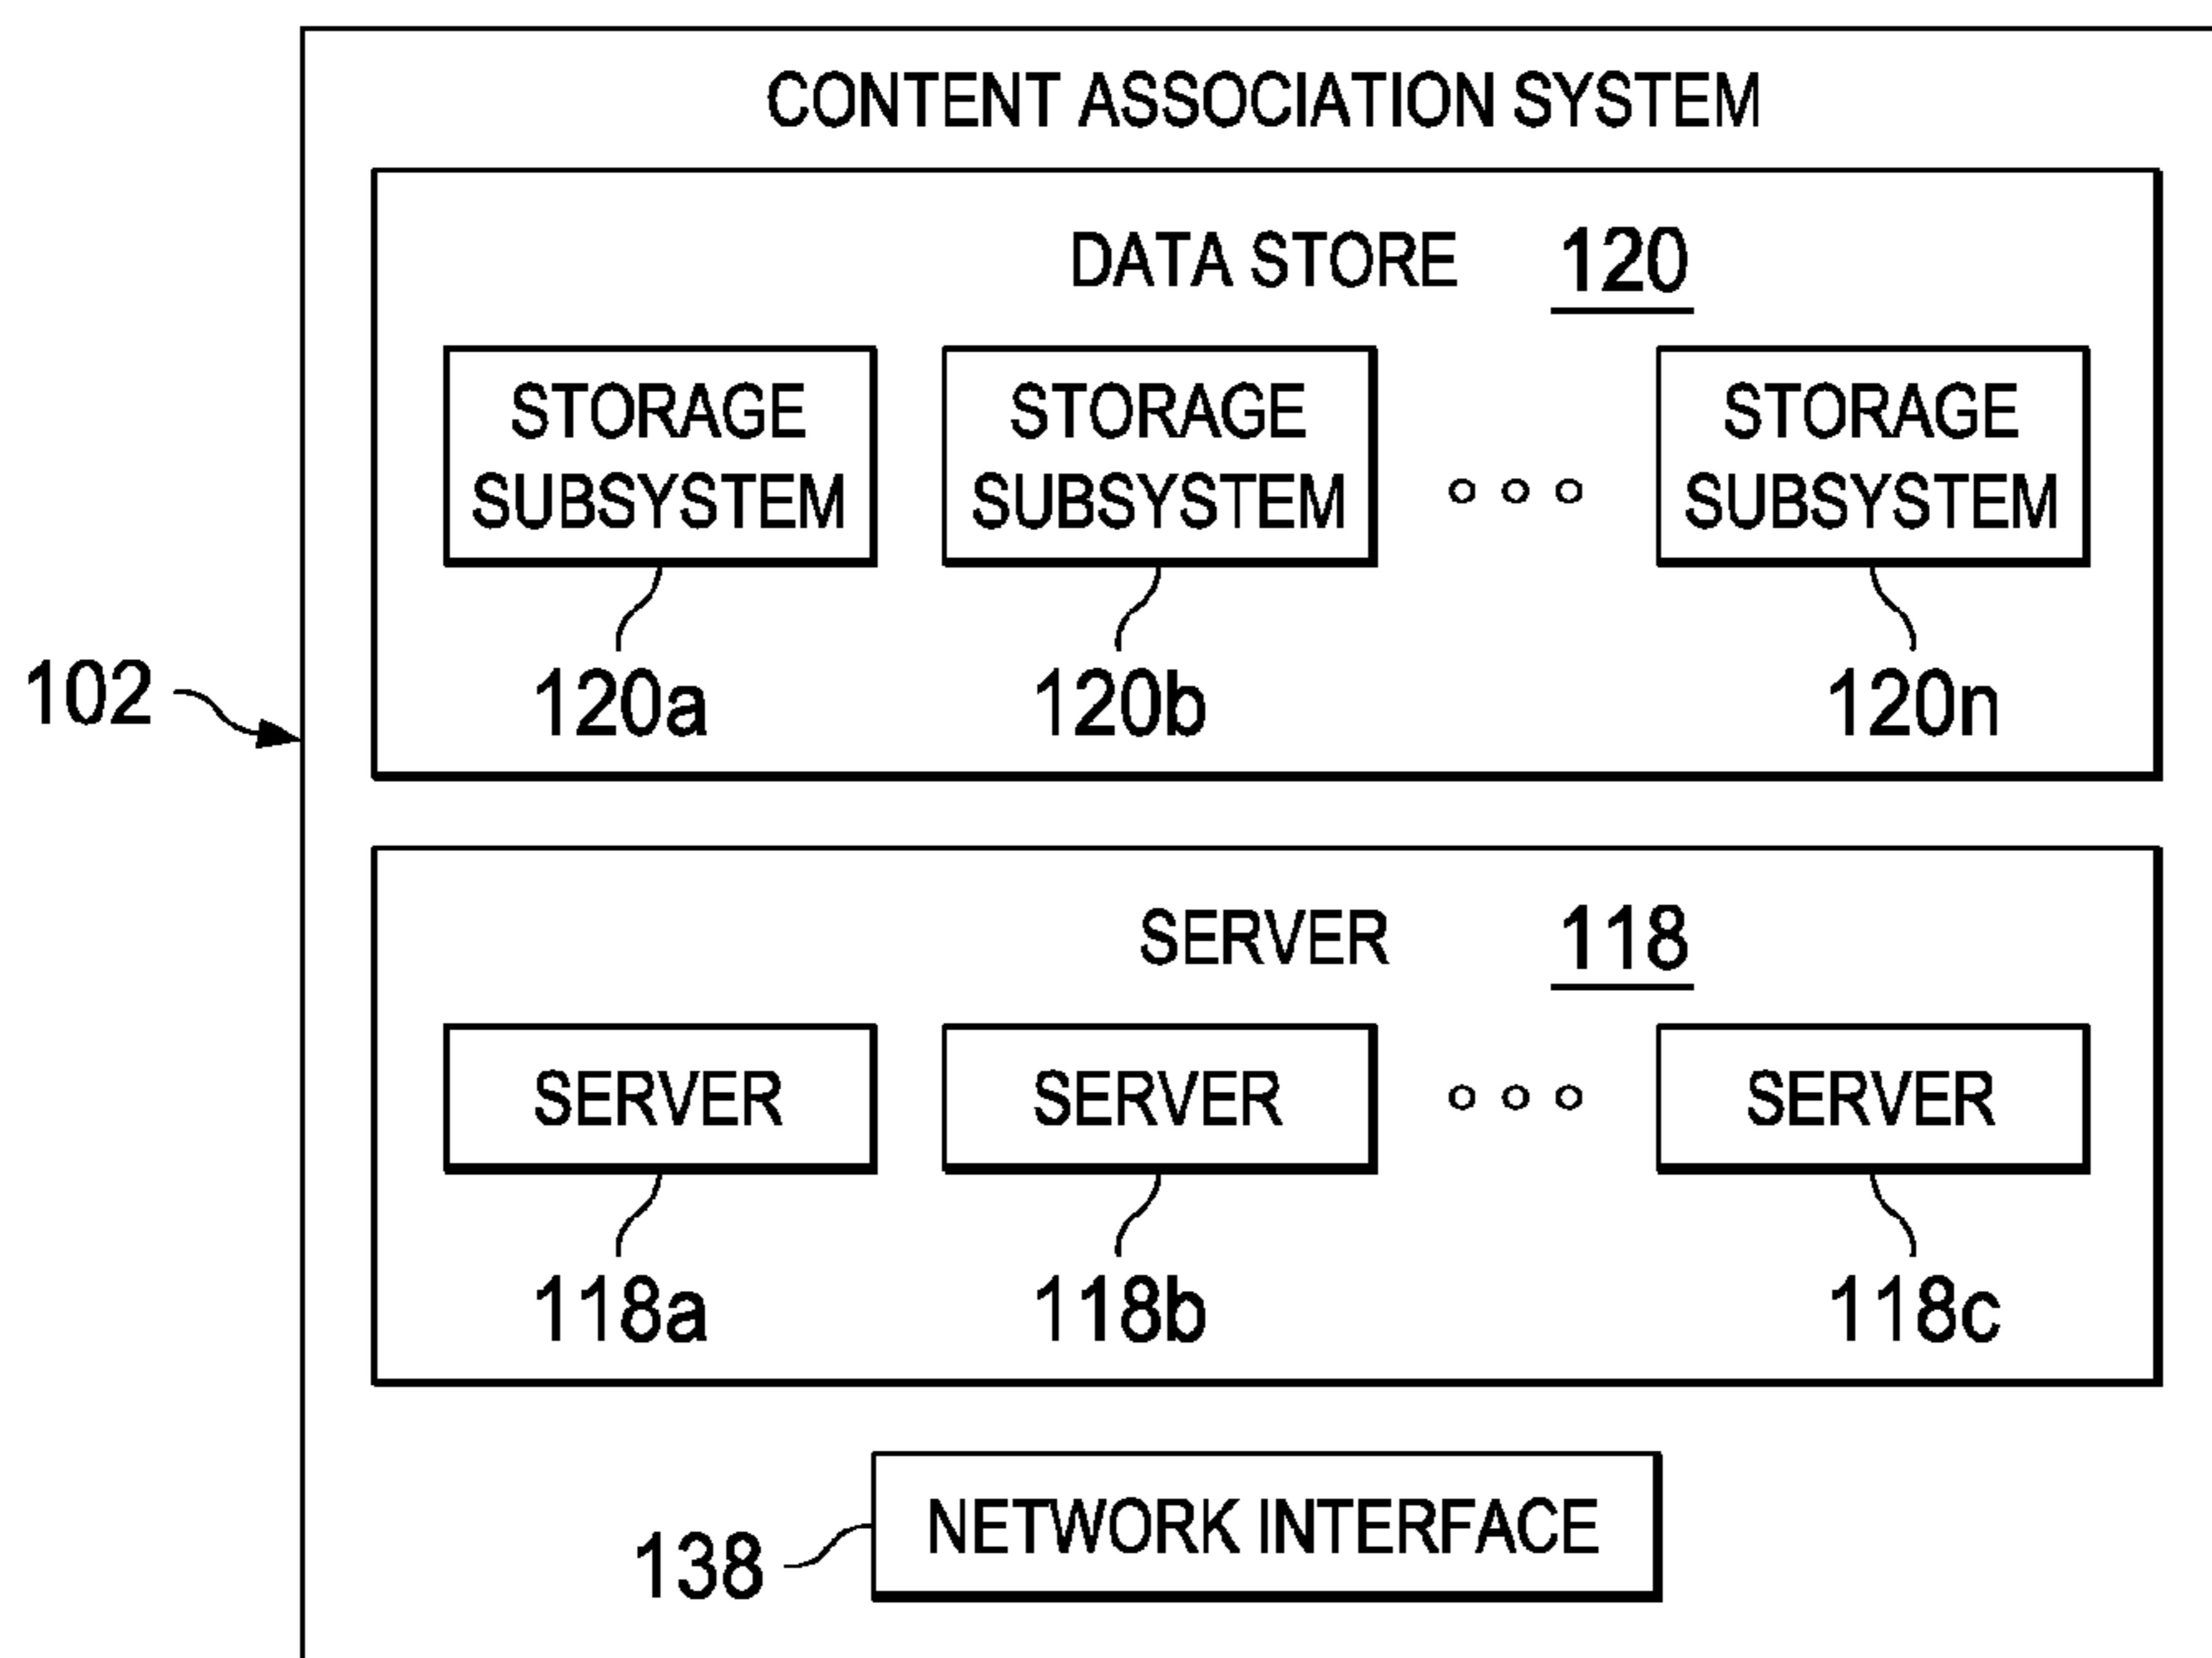 CONTENT ASSOCIATION SYSTEM
DATA STORE 120
STORAGE SUBSYSTEM
STORAGE SUBSYSTEM
STORAGE SUBSYSTEM
120a
120b
120n
102
SERVER 118
SERVER
SERVER
SERVER
118a
118b
118c
NETWORK INTERFACE
138